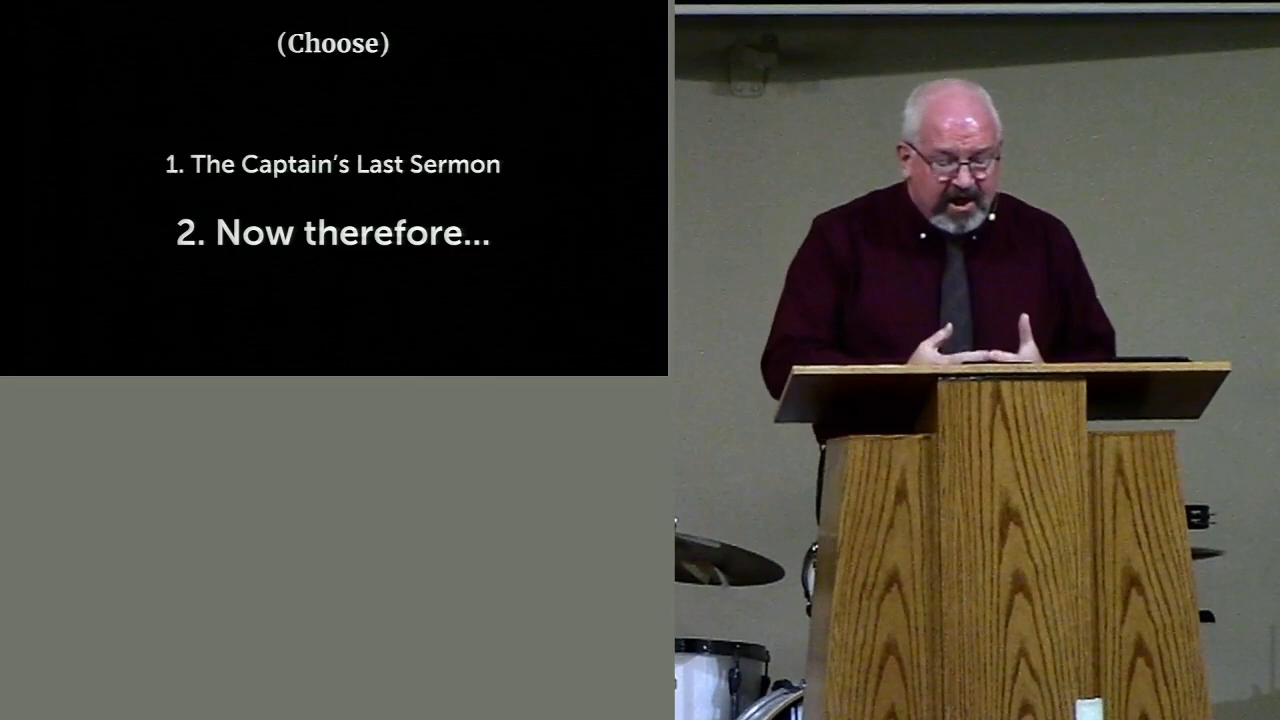 (Choose)
1. The Captain’s Last Sermon
2. Now therefore...